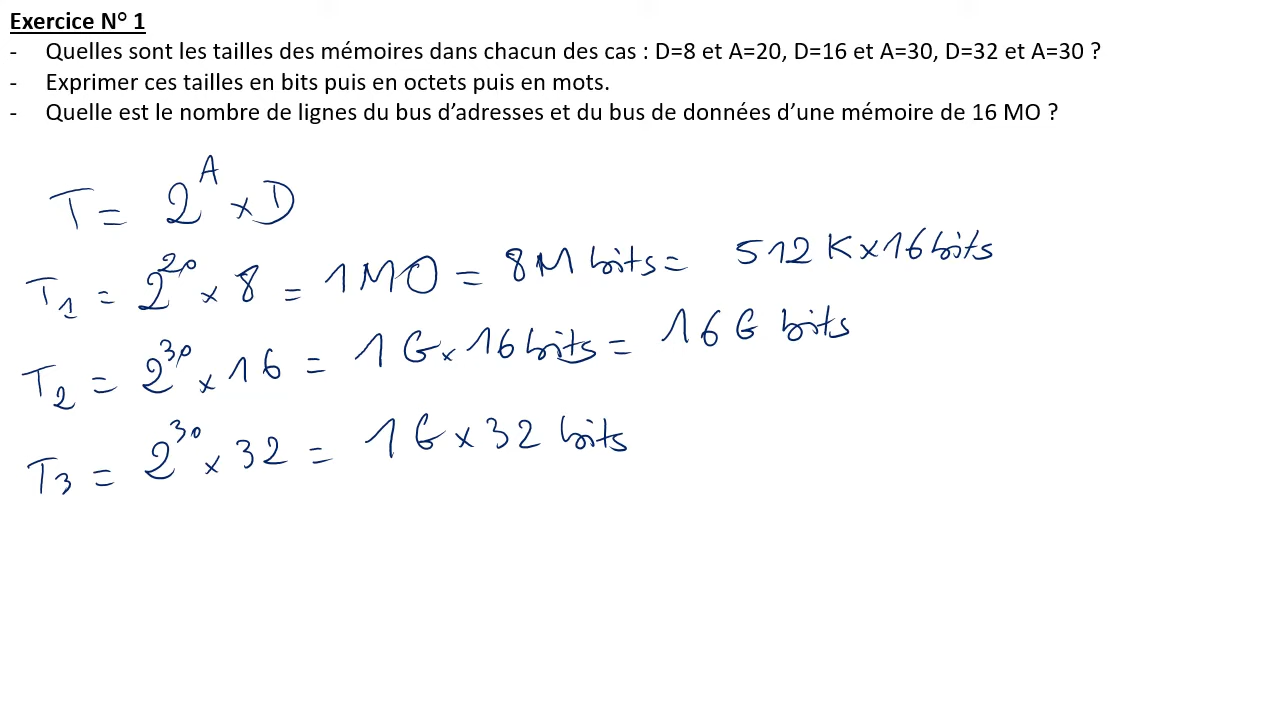 Exercice N° 1
- Quelles sont les tailles des mémoires dans chacun des cas : D=8 et A=20, D=16 et A=30, D=32 et A=30 ?
- Exprimer ces tailles en bits puis en octets puis en mots.
- Quelle est le nombre de lignes du bus d’adresses et du bus de données d’une mémoire de 16 MO ?
T = 2^A × D
T₁ = 2^20 × 8 = 1 MO = 8 M bits = 512 K × 16 bits
T₂ = 2^30 × 16 = 1 G × 16 bits = 16 G bits
T₃ = 2^30 × 32 = 1 G × 32 bits